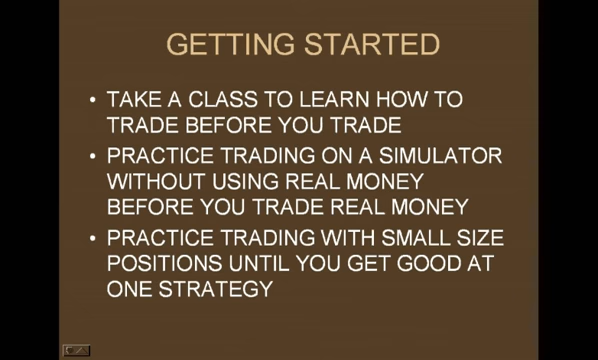 GETTING STARTED
• TAKE A CLASS TO LEARN HOW TO
TRADE BEFORE YOU TRADE
• PRACTICE TRADING ON A SIMULATOR
WITHOUT USING REAL MONEY
BEFORE YOU TRADE REAL MONEY
• PRACTICE TRADING WITH SMALL SIZE
POSITIONS UNTIL YOU GET GOOD AT
ONE STRATEGY